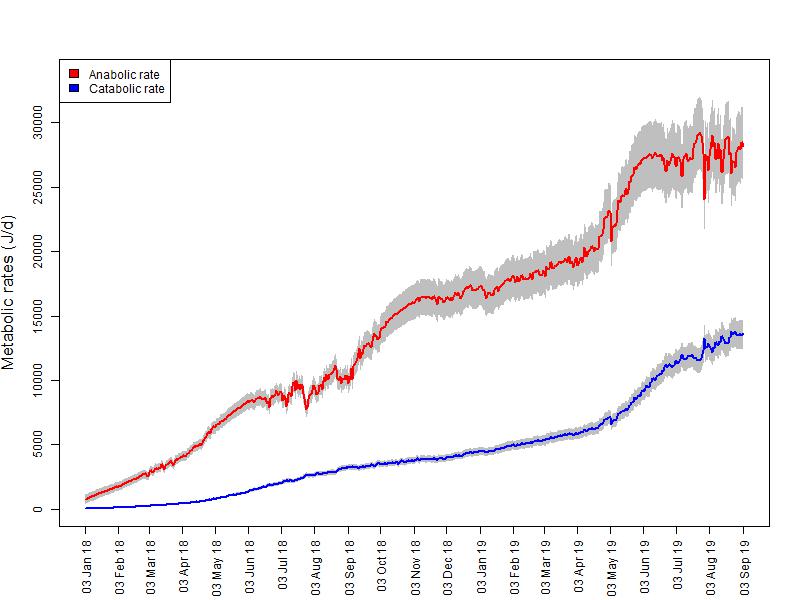 Anabolic rate
Catabolic rate
Metabolic rates (J/d)
30000
25000
20000
15000
10000
5000
0
03 Jan 18
03 Feb 18
03 Mar 18
03 Apr 18
03 May 18
03 Jun 18
03 Jul 18
03 Aug 18
03 Sep 18
03 Oct 18
03 Nov 18
03 Dec 18
03 Jan 19
03 Feb 19
03 Mar 19
03 Apr 19
03 May 19
03 Jun 19
03 Jul 19
03 Aug 19
03 Sep 19